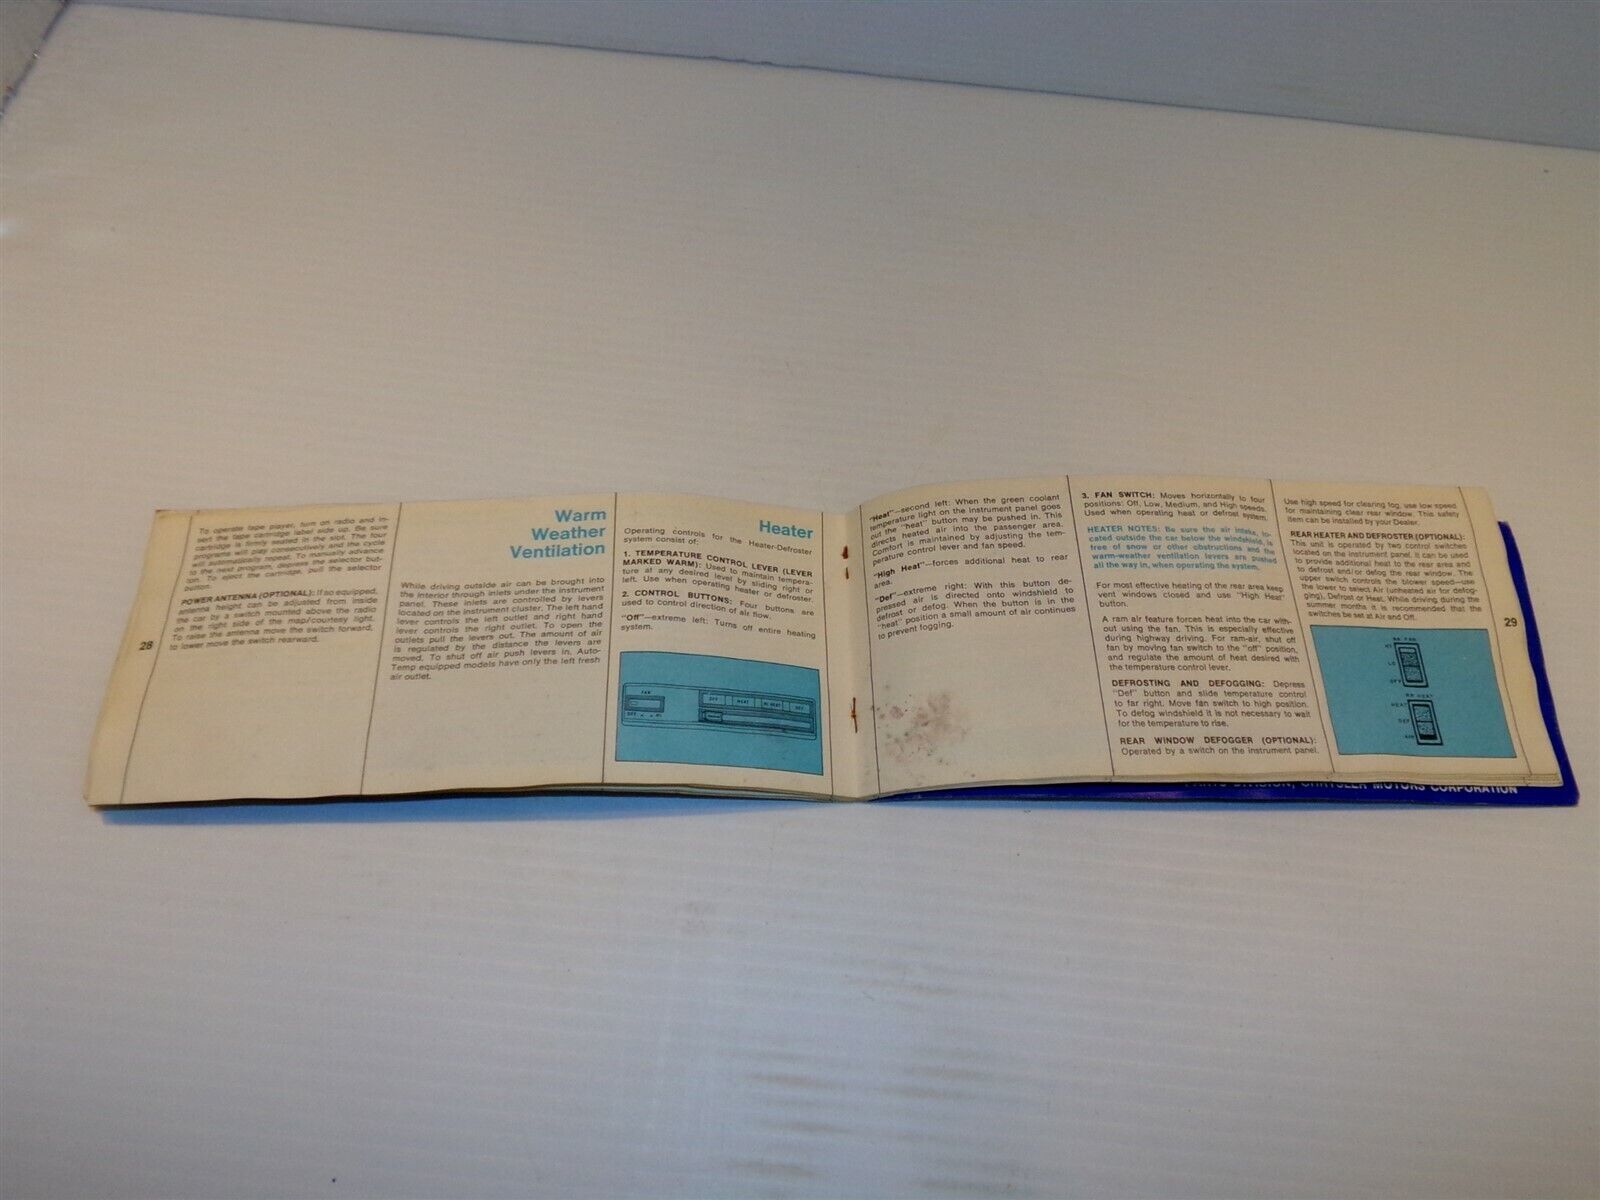 To operate tape player, turn on radio and in-
sert the tape cartridge label side up. Be sure
cartridge is firmly seated in the slot. The four
programs will play consecutively and the cycle
will automatically repeat. To manually advance
to the next program, depress the selector but-
ton. To eject the cartridge, pull the selector
button.
POWER ANTENNA (OPTIONAL): If so equipped,
antenna height can be adjusted from inside
the car by a switch mounted above the radio
on the right side of the map/courtesy light.
To raise the antenna move the switch forward,
to lower move the switch rearward.
28
Warm
Weather
Ventilation
While driving outside air can be brought into
the interior through inlets under the instrument
panel. These inlets are controlled by levers
located on the instrument cluster. The left hand
lever controls the left outlet and right hand
lever controls the right outlet. To open the
outlets pull the levers out. The amount of air
is regulated by the distance the levers are
moved. To shut off air push levers in. Auto-
Temp equipped models have only the left fresh
air outlet.
Heater
Operating controls for the Heater-Defroster
system consist of:
1. TEMPERATURE CONTROL LEVER (LEVER
MARKED WARM): Used to maintain tempera-
ture at any desired level by sliding right or
left. Use when operating heater or defroster.
2. CONTROL BUTTONS: Four buttons are
used to control direction of air flow.
"Off"—extreme left: Turns off entire heating
system.
FAN
OFF HI
OFF HEAT HI HEAT DEF
"Heat"—second left: When the green coolant
temperature light on the instrument panel goes
out the "heat" button may be pushed in. This
directs heated air into the passenger area.
Comfort is maintained by adjusting the tem-
perature control lever and fan speed.
"High Heat"—forces additional heat to rear
area.
"Def"—extreme right: With this button de-
pressed air is directed onto windshield to
defrost or defog. When the button is in the
"heat" position a small amount of air continues
to prevent fogging.
3. FAN SWITCH: Moves horizontally to four
positions: Off, Low, Medium, and High speeds.
Used when operating heat or defrost system.
HEATER NOTES: Be sure the air intake, lo-
cated outside the car below the windshield, is
free of snow or other obstructions and the
warm-weather ventilation levers are pushed
all the way in, when operating the system.
For most effective heating of the rear area keep
vent windows closed and use "High Heat"
button.
A ram air feature forces heat into the car with-
out using the fan. This is especially effective
during highway driving. For ram-air, shut off
fan by moving fan switch to the "off" position,
and regulate the amount of heat desired with
the temperature control lever.
DEFROSTING AND DEFOGGING: Depress
"Def" button and slide temperature control
to far right. Move fan switch to high position.
To defog windshield it is not necessary to wait
for the temperature to rise.
REAR WINDOW DEFOGGER (OPTIONAL):
Operated by a switch on the instrument panel.
Use high speed for clearing fog, use low speed
for maintaining clear rear window. This safety
item can be installed by your Dealer.
REAR HEATER AND DEFROSTER (OPTIONAL):
This unit is operated by two control switches
located on the instrument panel. It can be used
to provide additional heat to the rear area and
to defrost and/or defog the rear window. The
upper switch controls the blower speed—use
the lower to select Air (unheated air for defog-
ging), Defrost or Heat. While driving during the
summer months it is recommended that the
switches be set at Air and Off.
RR FAN
HI
LO
OFF
RR HEAT
HEAT
DEF
AIR
29
PARTS DIVISION, CHRYSLER MOTORS CORPORATION